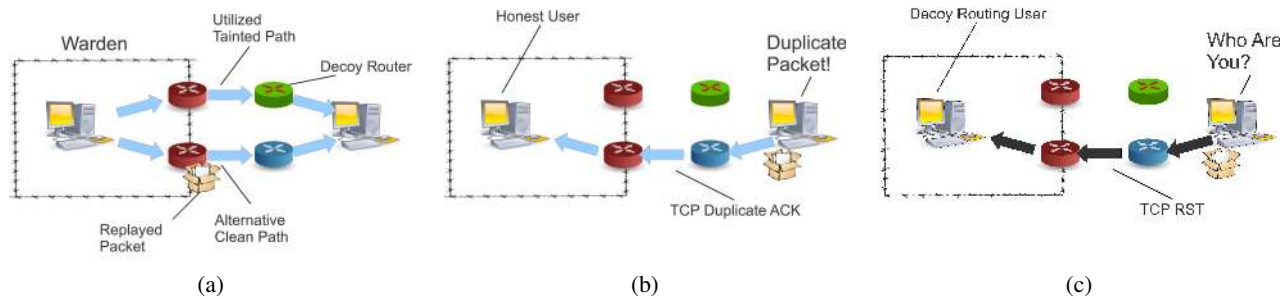 Utilized
Tainted Path
Warden
Decoy Router
Replayed
Packet
Alternative
Clean Path
(a)
Honest User
Duplicate
Packet!
TCP Duplicate ACK
(b)
Decoy Routing User
Who Are
You?
TCP RST
(c)